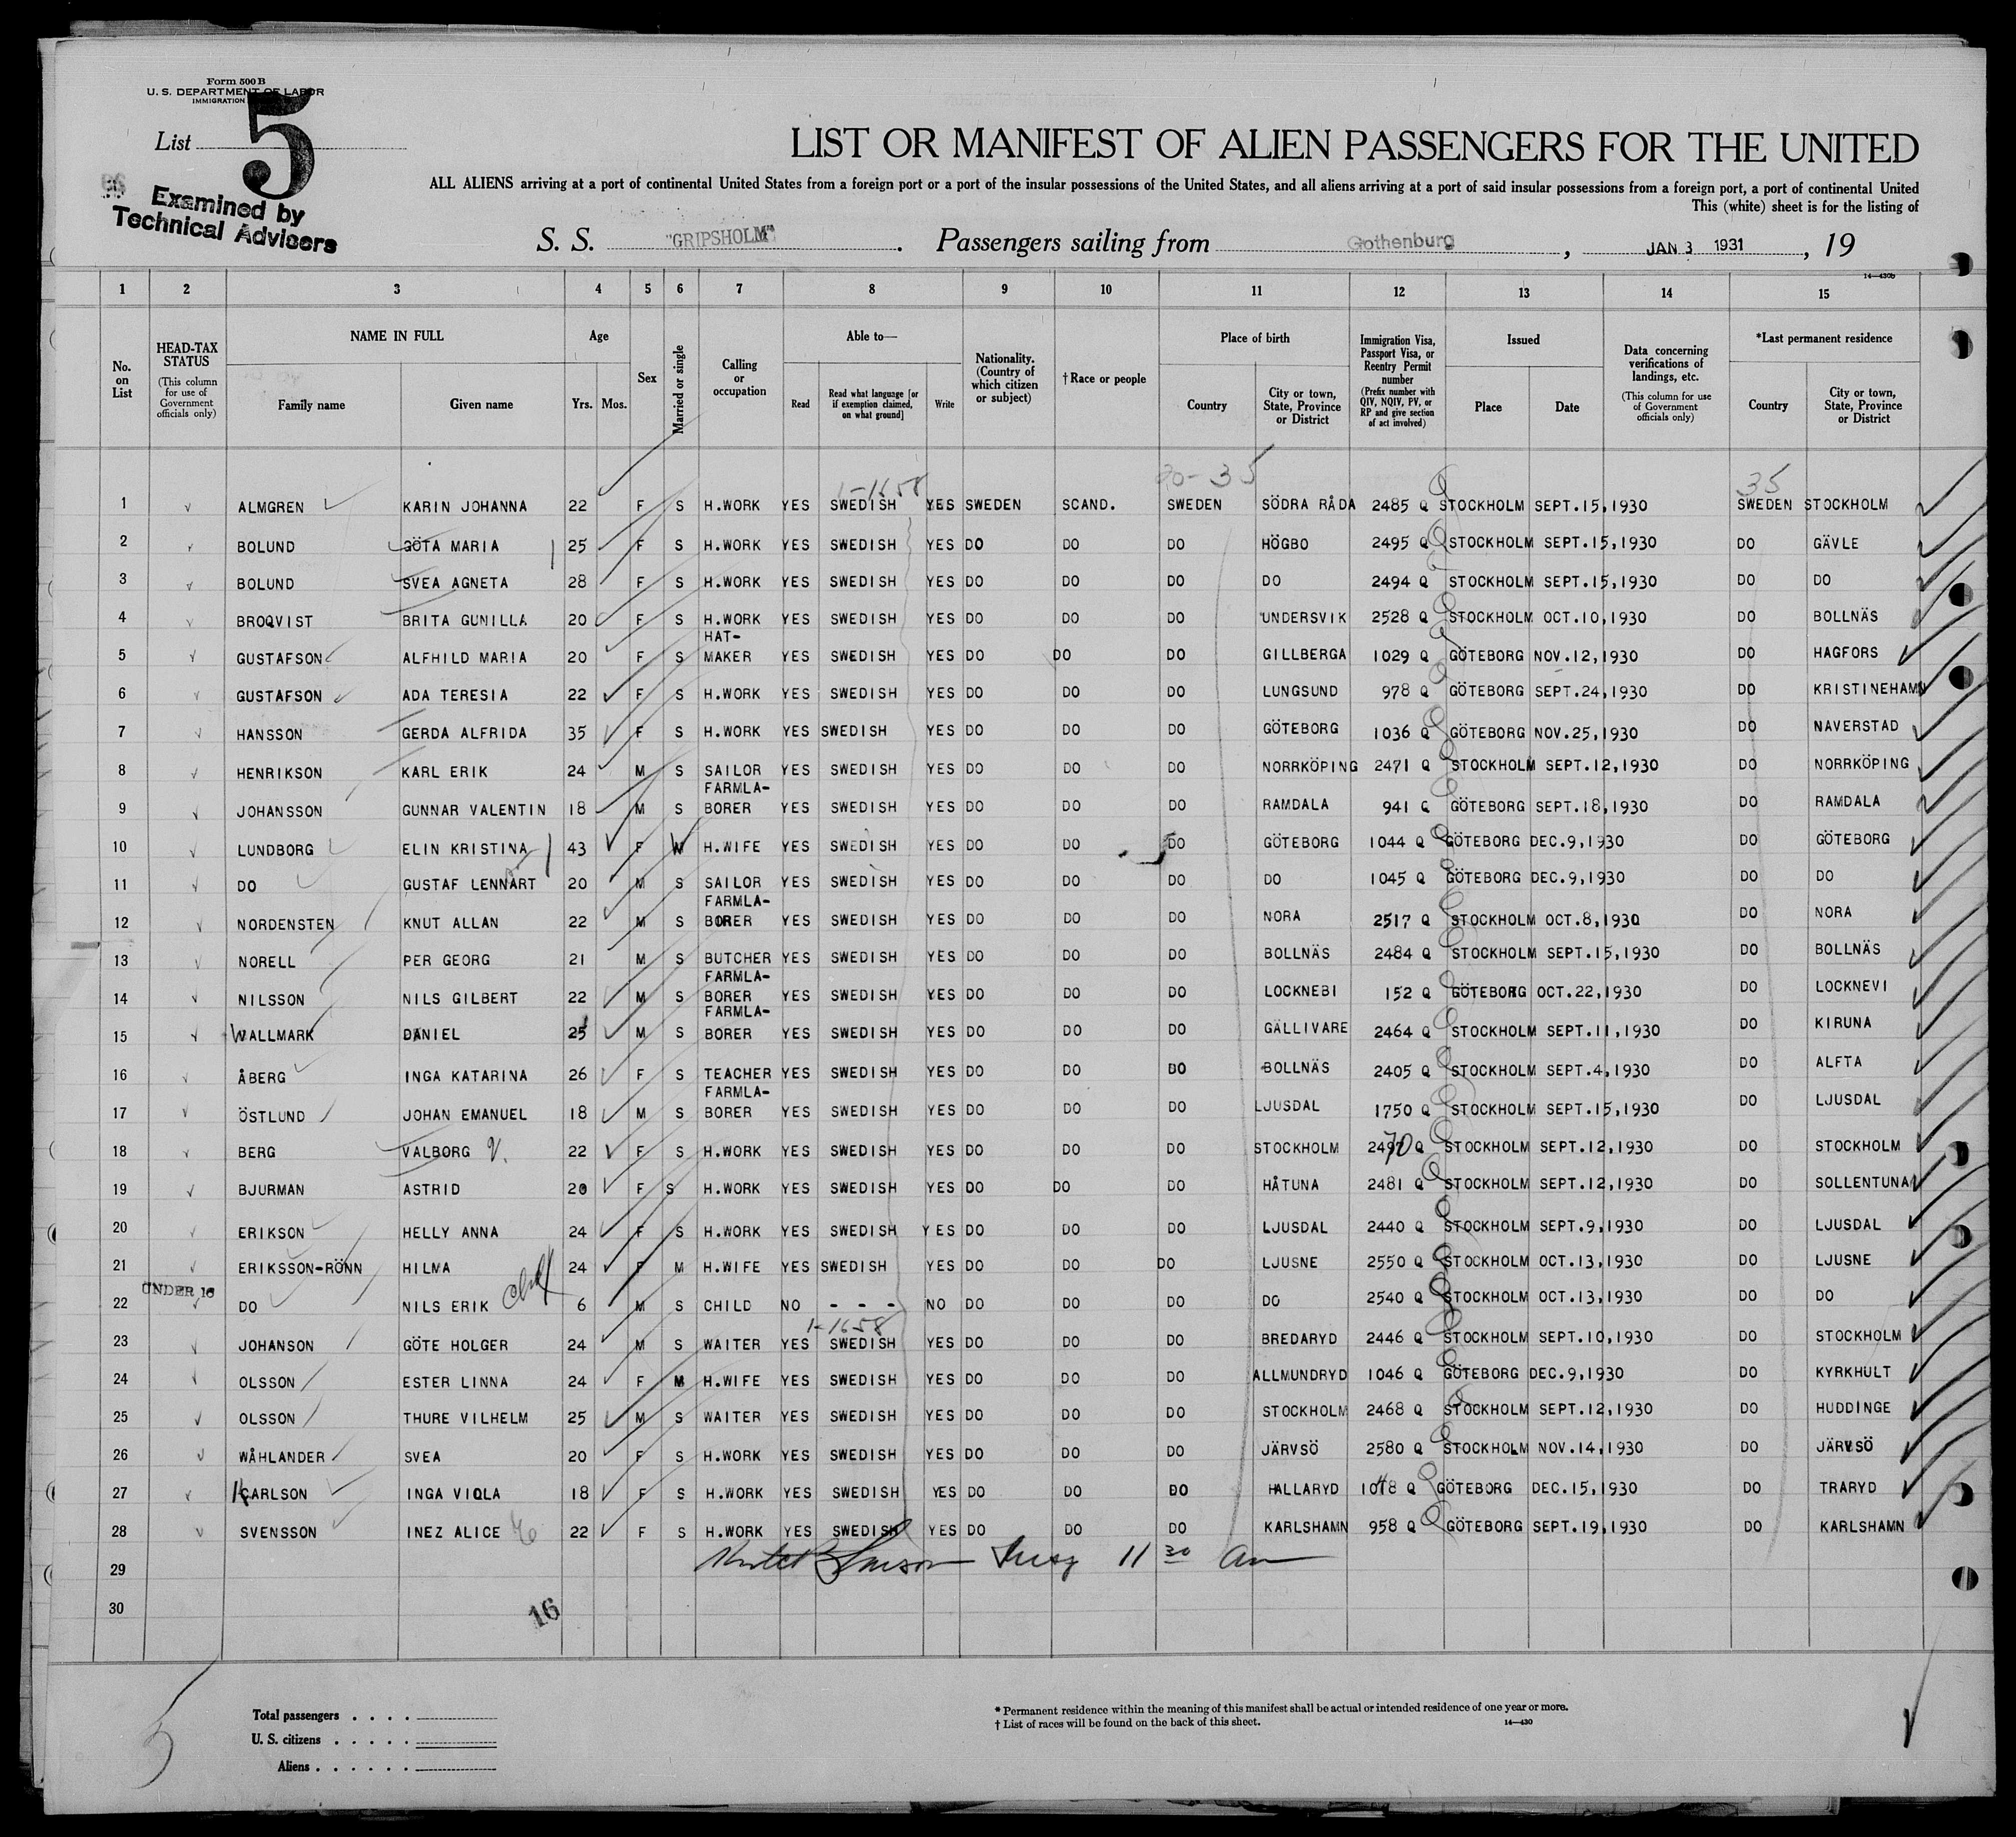 Form 500 B
U. S. DEPARTMENT OF LABOR
IMMIGRATION
List 5
Examined by
Technical Advisers
LIST OR MANIFEST OF ALIEN PASSENGERS FOR THE UNITED
ALL ALIENS arriving at a port of continental United States from a foreign port or a port of the insular possessions of the United States, and all aliens arriving at a port of said insular possessions from a foreign port, a port of continental United
This (white) sheet is for the listing of
S. S. "GRIPSHOLM". Passengers sailing from Gothenburg, JAN 3 1931, 19
14—430b
1 2 3 4 5 6 7 8 9 10 11 12 13 14 15
No. on List
HEAD-TAX STATUS (This column for use of Government officials only)
NAME IN FULL Family name Given name
Age Yrs. Mos.
Sex
Married or single
Calling or occupation
Able to— Read Read what language [or if exemption claimed, on what ground] Write
Nationality. (Country of which citizen or subject)
† Race or people
Place of birth Country City or town, State, Province or District
Immigration Visa, Passport Visa, or Reentry Permit number (Prefix number with QIV, NQIV, PV, or RP and give section of act involved)
Issued Place Date
Data concerning verifications of landings, etc. (This column for use of Government officials only)
*Last permanent residence Country City or town, State, Province or District
1-1658 35
1 ALMGREN KARIN JOHANNA 22 F S H.WORK YES SWEDISH YES SWEDEN SCAND. SWEDEN SÖDRA RÅDA 2485 Q STOCKHOLM SEPT.15,1930 SWEDEN STOCKHOLM
2 BOLUND GÖTA MARIA 25 F S H.WORK YES SWEDISH YES DO DO DO HÖGBO 2495 Q STOCKHOLM SEPT.15,1930 DO GÄVLE
3 BOLUND SVEA AGNETA 28 F S H.WORK YES SWEDISH YES DO DO DO DO 2494 Q STOCKHOLM SEPT.15,1930 DO DO
4 BROQVIST BRITA GUNILLA 20 F S H.WORK YES SWEDISH YES DO DO DO UNDERSVIK 2528 Q STOCKHOLM OCT.10,1930 DO BOLLNÄS
5 GUSTAFSON ALFHILD MARIA 20 F S HAT-MAKER YES SWEDISH YES DO DO DO GILLBERGA 1029 Q GÖTEBORG NOV.12,1930 DO HAGFORS
6 GUSTAFSON ADA TERESIA 22 F S H.WORK YES SWEDISH YES DO DO DO LUNGSUND 978 Q GÖTEBORG SEPT.24,1930 DO KRISTINEHAMN
7 HANSSON GERDA ALFRIDA 35 F S H.WORK YES SWEDISH YES DO DO DO GÖTEBORG 1036 Q GÖTEBORG NOV.25,1930 DO NAVERSTAD
8 HENRIKSON KARL ERIK 24 M S SAILOR YES SWEDISH YES DO DO DO NORRKÖPING 2471 Q STOCKHOLM SEPT.12,1930 DO NORRKÖPING
9 JOHANSSON GUNNAR VALENTIN 18 M S FARMLA-BORER YES SWEDISH YES DO DO DO RAMDALA 941 Q GÖTEBORG SEPT.18,1930 DO RAMDALA
10 LUNDBORG ELIN KRISTINA 43 F W H.WIFE YES SWEDISH YES DO DO DO GÖTEBORG 1044 Q GÖTEBORG DEC.9,1930 DO GÖTEBORG
11 DO GUSTAF LENNART 20 M S SAILOR YES SWEDISH YES DO DO DO DO 1045 Q GÖTEBORG DEC.9,1930 DO DO
12 NORDENSTEN KNUT ALLAN 22 M S FARMLA-BORER YES SWEDISH YES DO DO DO NORA 2517 Q STOCKHOLM OCT.8,1930 DO NORA
13 NORELL PER GEORG 21 M S BUTCHER YES SWEDISH YES DO DO DO BOLLNÄS 2484 Q STOCKHOLM SEPT.15,1930 DO BOLLNÄS
14 NILSSON NILS GILBERT 22 M S FARMLA-BORER YES SWEDISH YES DO DO DO LOCKNEBI 152 Q GÖTEBORG OCT.22,1930 DO LOCKNEVI
15 WALLMARK DANIEL 25 M S FARMLA-BORER YES SWEDISH YES DO DO DO GÄLLIVARE 2464 Q STOCKHOLM SEPT.11,1930 DO KIRUNA
16 ÅBERG INGA KATARINA 26 F S TEACHER YES SWEDISH YES DO DO DO BOLLNÄS 2405 Q STOCKHOLM SEPT.4,1930 DO ALFTA
17 ÖSTLUND JOHAN EMANUEL 18 M S FARMLA-BORER YES SWEDISH YES DO DO DO LJUSDAL 1750 Q STOCKHOLM SEPT.15,1930 DO LJUSDAL
18 BERG VALBORG V. 22 F S H.WORK YES SWEDISH YES DO DO DO STOCKHOLM 2470 Q STOCKHOLM SEPT.12,1930 DO STOCKHOLM
19 BJURMAN ASTRID 20 F S H.WORK YES SWEDISH YES DO DO DO HÅTUNA 2481 Q STOCKHOLM SEPT.12,1930 DO SOLLENTUNA
20 ERIKSON HELLY ANNA 24 F S H.WORK YES SWEDISH YES DO DO DO LJUSDAL 2440 Q STOCKHOLM SEPT.9,1930 DO LJUSDAL
21 ERIKSSON-RÖNN HILMA 24 F M H.WIFE YES SWEDISH YES DO DO DO LJUSNE 2550 Q STOCKHOLM OCT.13,1930 DO LJUSNE
UNDER 16
22 DO NILS ERIK 6 M S CHILD NO - - - NO DO DO DO DO 2540 Q STOCKHOLM OCT.13,1930 DO DO
1-1658
23 JOHANSON GÖTE HOLGER 24 M S WAITER YES SWEDISH YES DO DO DO BREDARYD 2446 Q STOCKHOLM SEPT.10,1930 DO STOCKHOLM
24 OLSSON ESTER LINNA 24 F M H.WIFE YES SWEDISH YES DO DO DO ALLMUNDRYD 1046 Q GÖTEBORG DEC.9,1930 DO KYRKHULT
25 OLSSON THURE VILHELM 25 M S WAITER YES SWEDISH YES DO DO DO STOCKHOLM 2468 Q STOCKHOLM SEPT.12,1930 DO HUDDINGE
26 WÅHLANDER SVEA 20 F S H.WORK YES SWEDISH YES DO DO DO JÄRVSÖ 2580 Q STOCKHOLM NOV.14,1930 DO JÄRVSÖ
27 KARLSON INGA VIOLA 18 F S H.WORK YES SWEDISH YES DO DO DO HALLARYD 1048 Q GÖTEBORG DEC.15,1930 DO TRARYD
28 SVENSSON INEZ ALICE 22 F S H.WORK YES SWEDISH YES DO DO DO KARLSHAMN 958 Q GÖTEBORG SEPT.19,1930 DO KARLSHAMN
29 11 30 am
30
16
5
Total passengers . . . .
U. S. citizens . . . . .
Aliens . . . . . .
* Permanent residence within the meaning of this manifest shall be actual or intended residence of one year or more.
† List of races will be found on the back of this sheet. 14—430